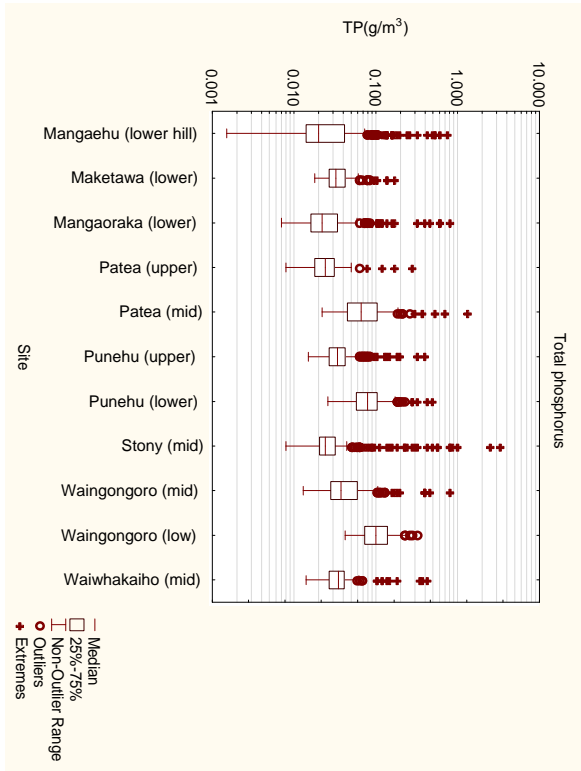 Total phosphorus
TP(g/m³)
10.000
1.000
0.100
0.010
0.001
Mangaehu (lower hill)
Maketawa (lower)
Mangaoraka (lower)
Patea (upper)
Patea (mid)
Punehu (upper)
Punehu (lower)
Stony (mid)
Waingongoro (mid)
Waingongoro (low)
Waiwhakaiho (mid)
Site
Median
25%-75%
Non-Outlier Range
Outliers
Extremes